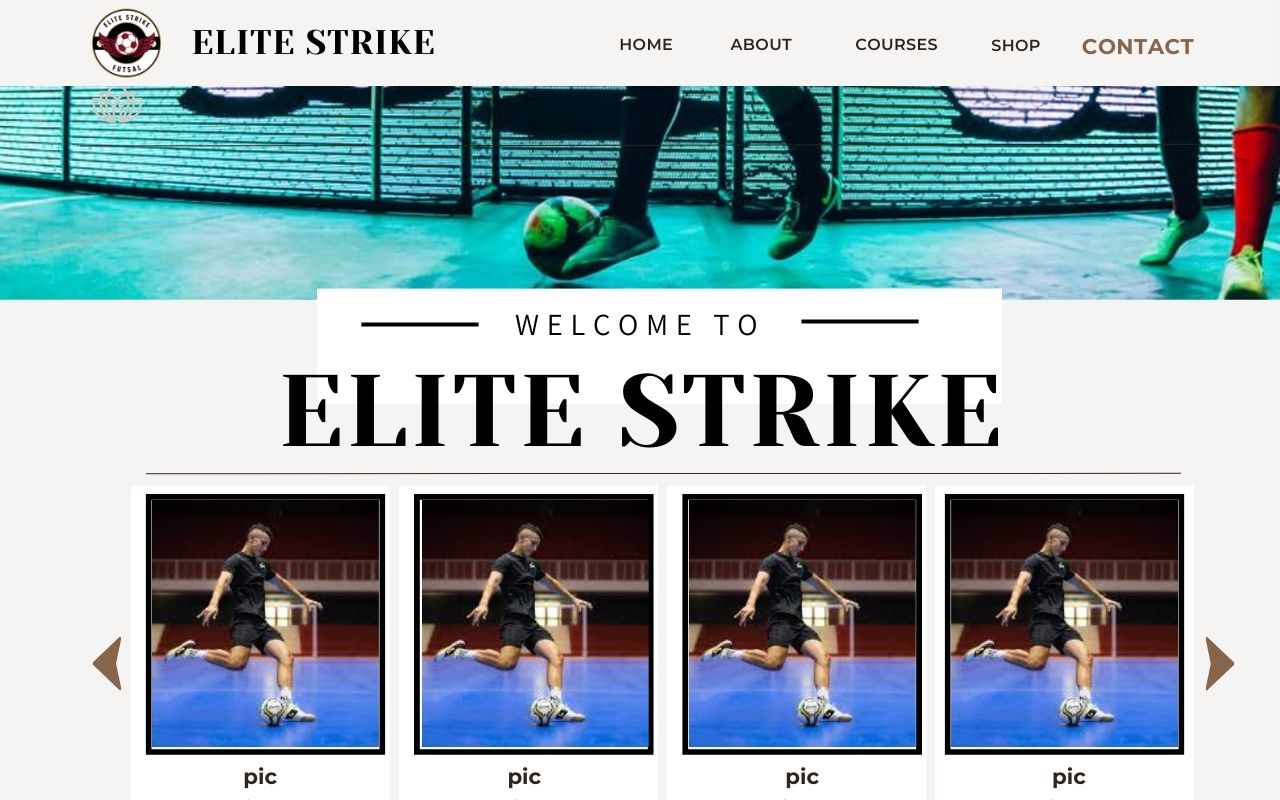 ELITE STRIKE
FUTSAL
ELITE STRIKE
HOME
ABOUT
COURSES
SHOP
CONTACT
WELCOME TO
ELITE STRIKE
pic
pic
pic
pic